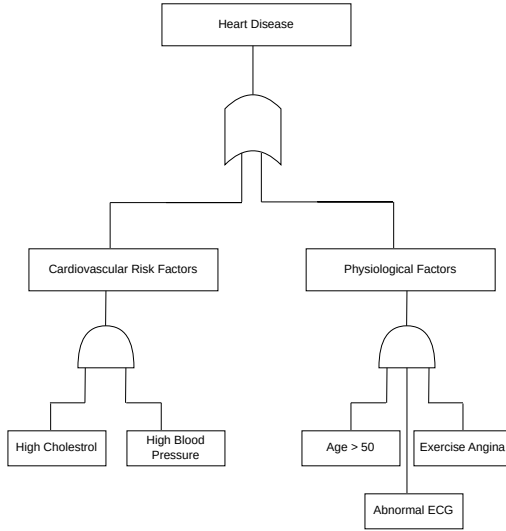 Heart Disease
Cardiovascular Risk Factors
Physiological Factors
High Cholestrol
High Blood
Pressure
Age > 50
Exercise Angina
Abnormal ECG